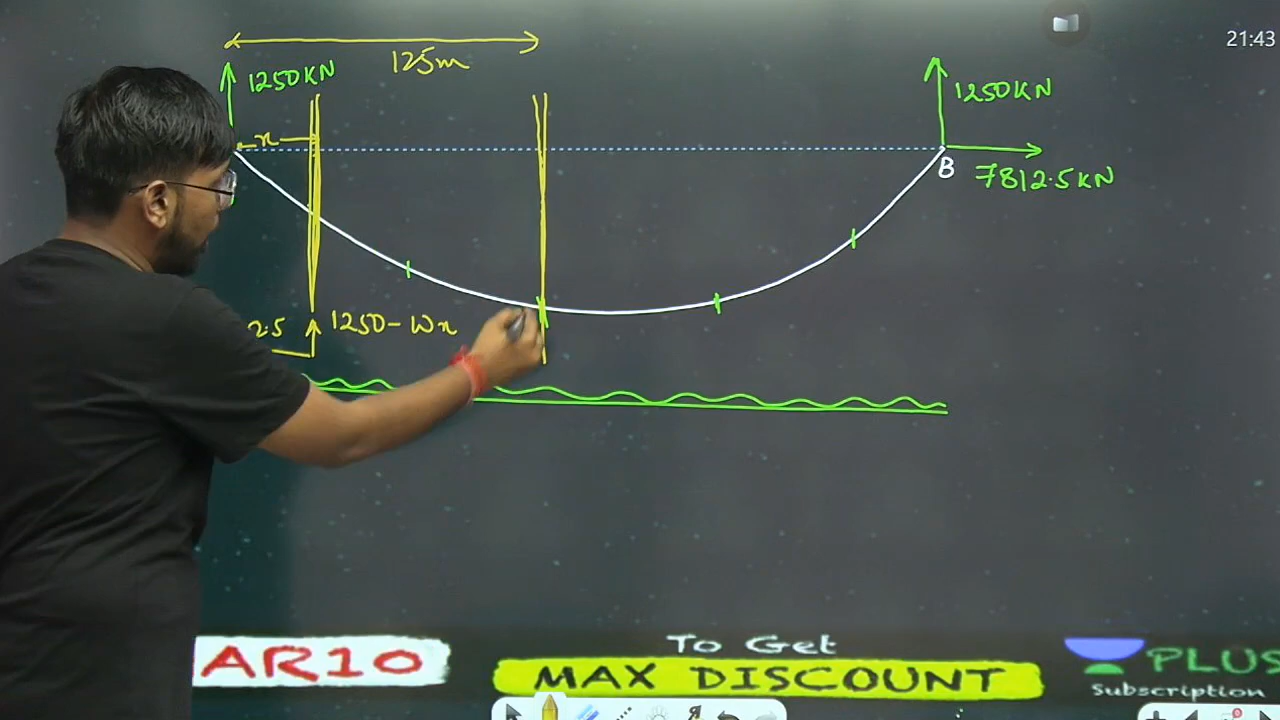 21:43
125m
1250KN
1250KN
x
B
7812.5KN
2.5
1250-Wx
To Get
AR10
MAX DISCOUNT
PLUS
Subscription